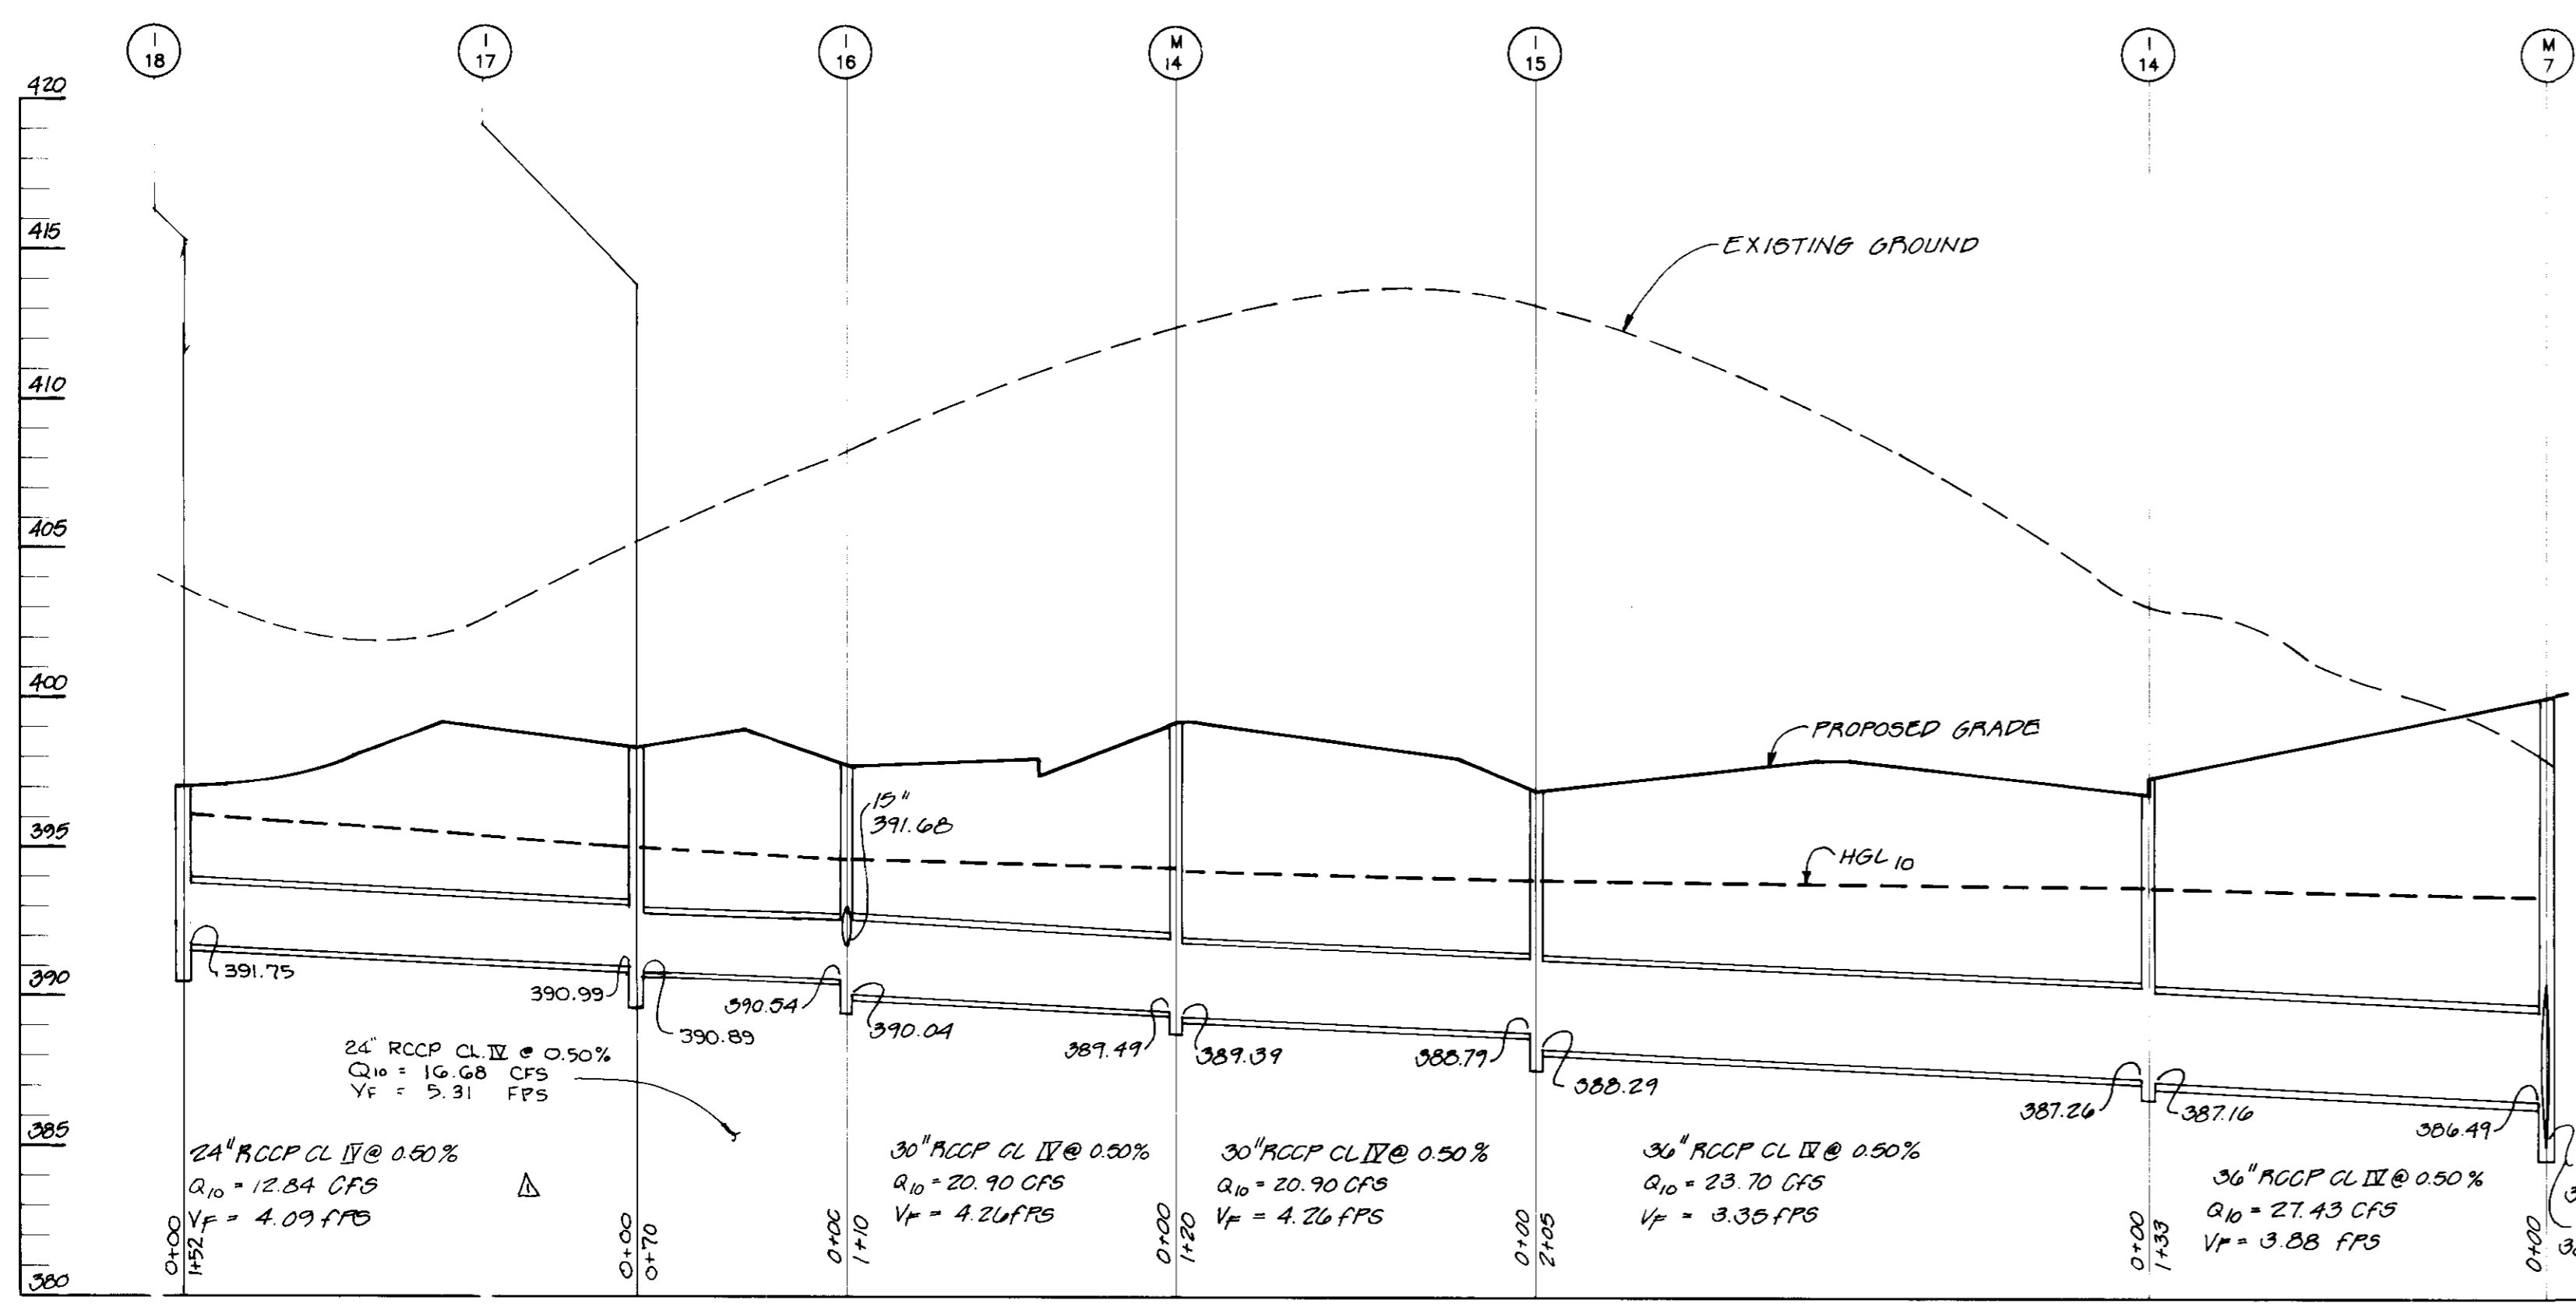 I 18
I 17
I 16
M 14
I 15
I 14
M 7
420
415
410
405
400
395
390
385
380
EXISTING GROUND
PROPOSED GRADE
HGL 10
15"
391.68
391.75
390.99
390.89
390.54
390.04
389.49
389.39
388.79
388.29
387.26
387.16
386.49
24" RCCP CL. IV @ 0.50%
Q10 = 16.68 CFS
VF = 5.31 FPS
24" RCCP CL IV @ 0.50%
Q10 = 12.84 CFS
VF = 4.09 FPS
1
30" RCCP CL IV @ 0.50%
Q10 = 20.90 CFS
VF = 4.26 FPS
30" RCCP CL IV @ 0.50%
Q10 = 20.90 CFS
VF = 4.26 FPS
36" RCCP CL IV @ 0.50%
Q10 = 23.70 CFS
VF = 3.35 FPS
36" RCCP CL IV @ 0.50%
Q10 = 27.43 CFS
VF = 3.88 FPS
0+00
1+52
0+00
0+70
0+00
1+10
0+00
1+20
0+00
2+05
0+00
1+33
0+00